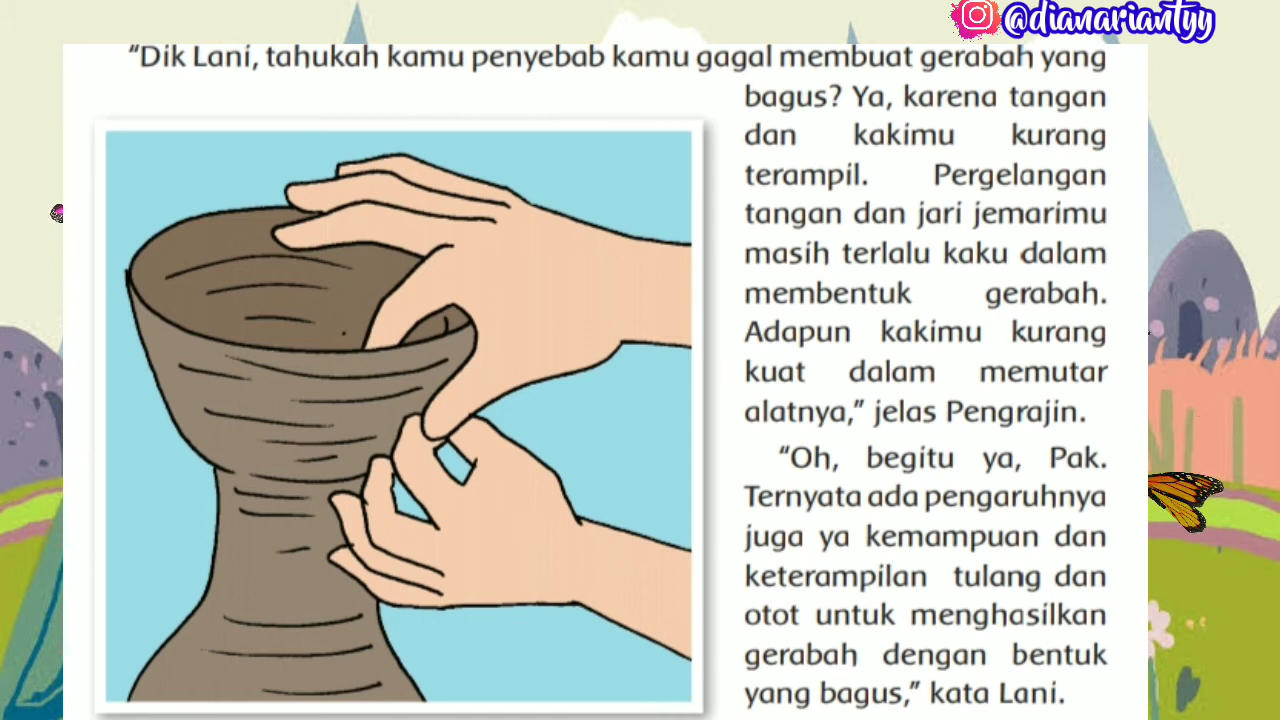 @dianariantyy
“Dik Lani, tahukah kamu penyebab kamu gagal membuat gerabah yang
bagus? Ya, karena tangan
dan kakimu kurang
terampil. Pergelangan
tangan dan jari jemarimu
masih terlalu kaku dalam
membentuk gerabah.
Adapun kakimu kurang
kuat dalam memutar
alatnya,” jelas Pengrajin.
“Oh, begitu ya, Pak.
Ternyata ada pengaruhnya
juga ya kemampuan dan
keterampilan tulang dan
otot untuk menghasilkan
gerabah dengan bentuk
yang bagus,” kata Lani.